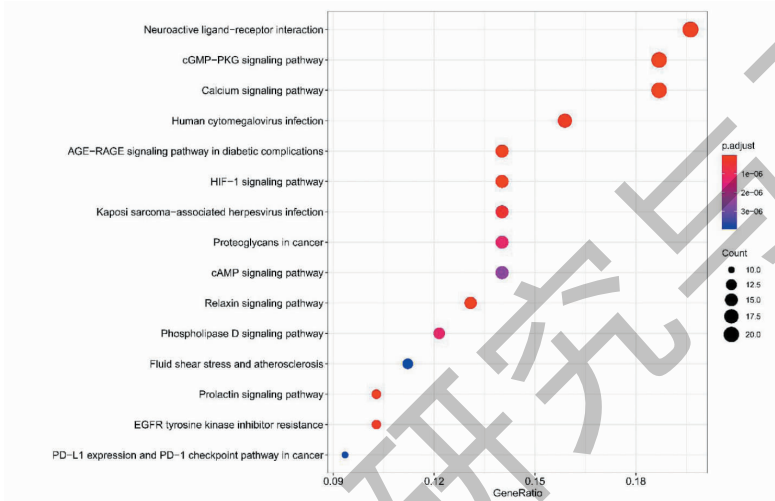 Neuroactive ligand−receptor interaction
cGMP−PKG signaling pathway
Calcium signaling pathway
Human cytomegalovirus infection
AGE−RAGE signaling pathway in diabetic complications
HIF−1 signaling pathway
Kaposi sarcoma−associated herpesvirus infection
Proteoglycans in cancer
cAMP signaling pathway
Relaxin signaling pathway
Phospholipase D signaling pathway
Fluid shear stress and atherosclerosis
Prolactin signaling pathway
EGFR tyrosine kinase inhibitor resistance
PD−L1 expression and PD−1 checkpoint pathway in cancer
0.09 0.12 0.15 0.18
GeneRatio
p.adjust
1e−06
2e−06
3e−06
Count
10.0
12.5
15.0
17.5
20.0
研究与